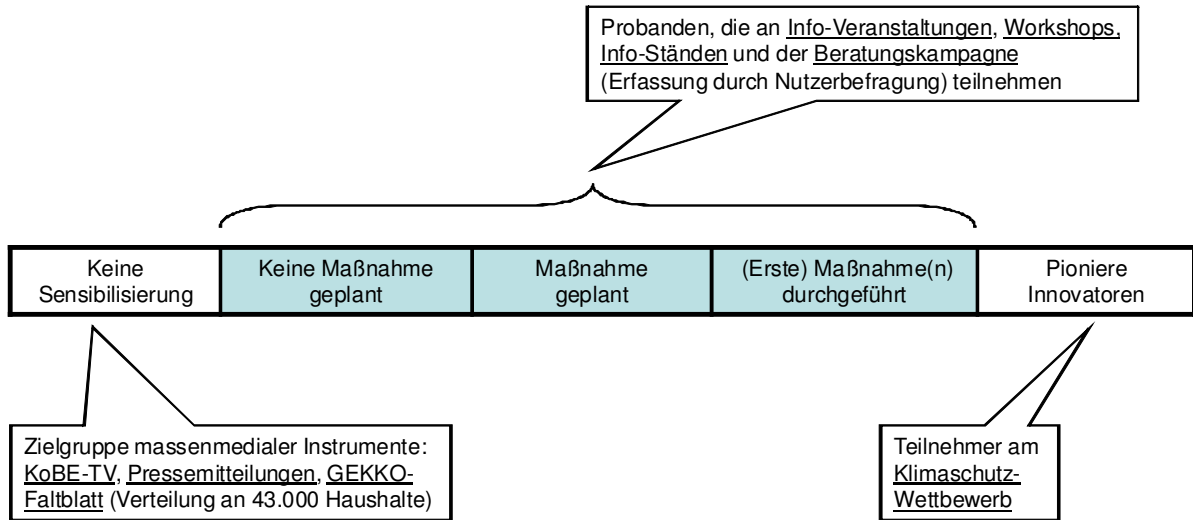 Probanden, die an Info-Veranstaltungen, Workshops,
Info-Ständen und der Beratungskampagne
(Erfassung durch Nutzerbefragung) teilnehmen
Keine
Sensibilisierung
Keine Maßnahme
geplant
Maßnahme
geplant
(Erste) Maßnahme(n)
durchgeführt
Pioniere
Innovatoren
Zielgruppe massenmedialer Instrumente:
KoBE-TV, Pressemitteilungen, GEKKO-
Faltblatt (Verteilung an 43.000 Haushalte)
Teilnehmer am
Klimaschutz-
Wettbewerb